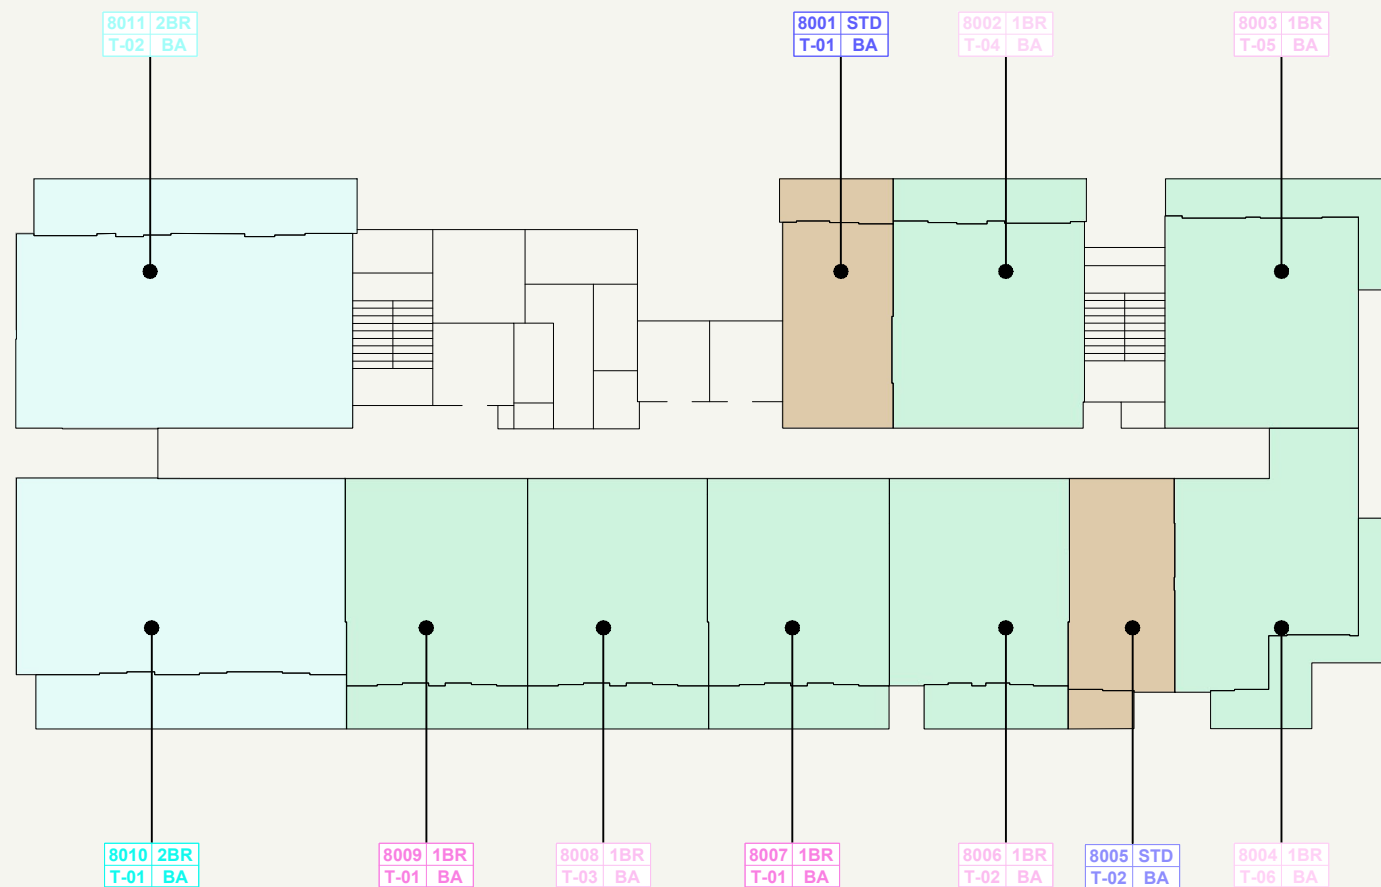 8011 2BR
T-02 BA
8001 STD
T-01 BA
8002 1BR
T-04 BA
8003 1BR
T-05 BA
8010 2BR
T-01 BA
8009 1BR
T-01 BA
8008 1BR
T-03 BA
8007 1BR
T-01 BA
8006 1BR
T-02 BA
8005 STD
T-02 BA
8004 1BR
T-06 BA